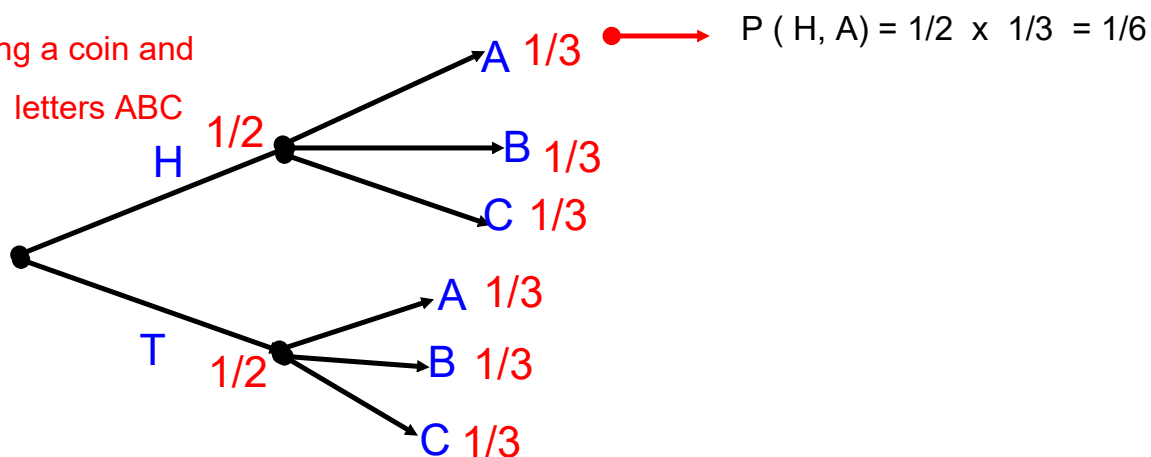 P ( H, A) = 1/2 x 1/3 = 1/6
A 1/3
and
a coin
letters ABC
1/2
H
B 1/3
C 1/3
A 1/3
T
1/2
B 1/3
C 1/3